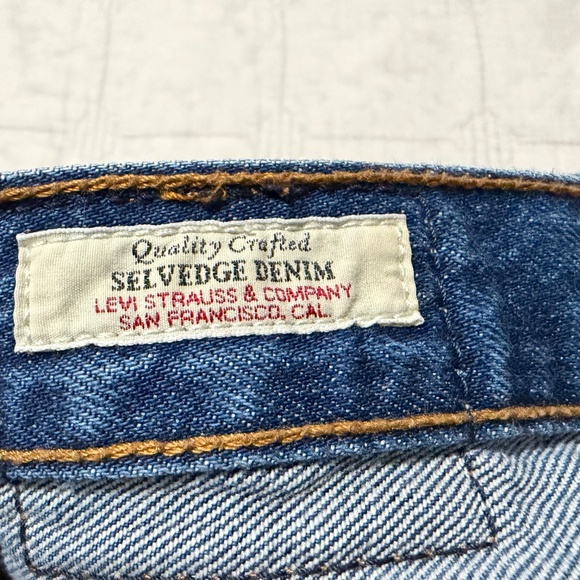 Quality Crafted
SELVEDGE DENIM
LEVI STRAUSS & COMPANY
SAN FRANCISCO, CAL.